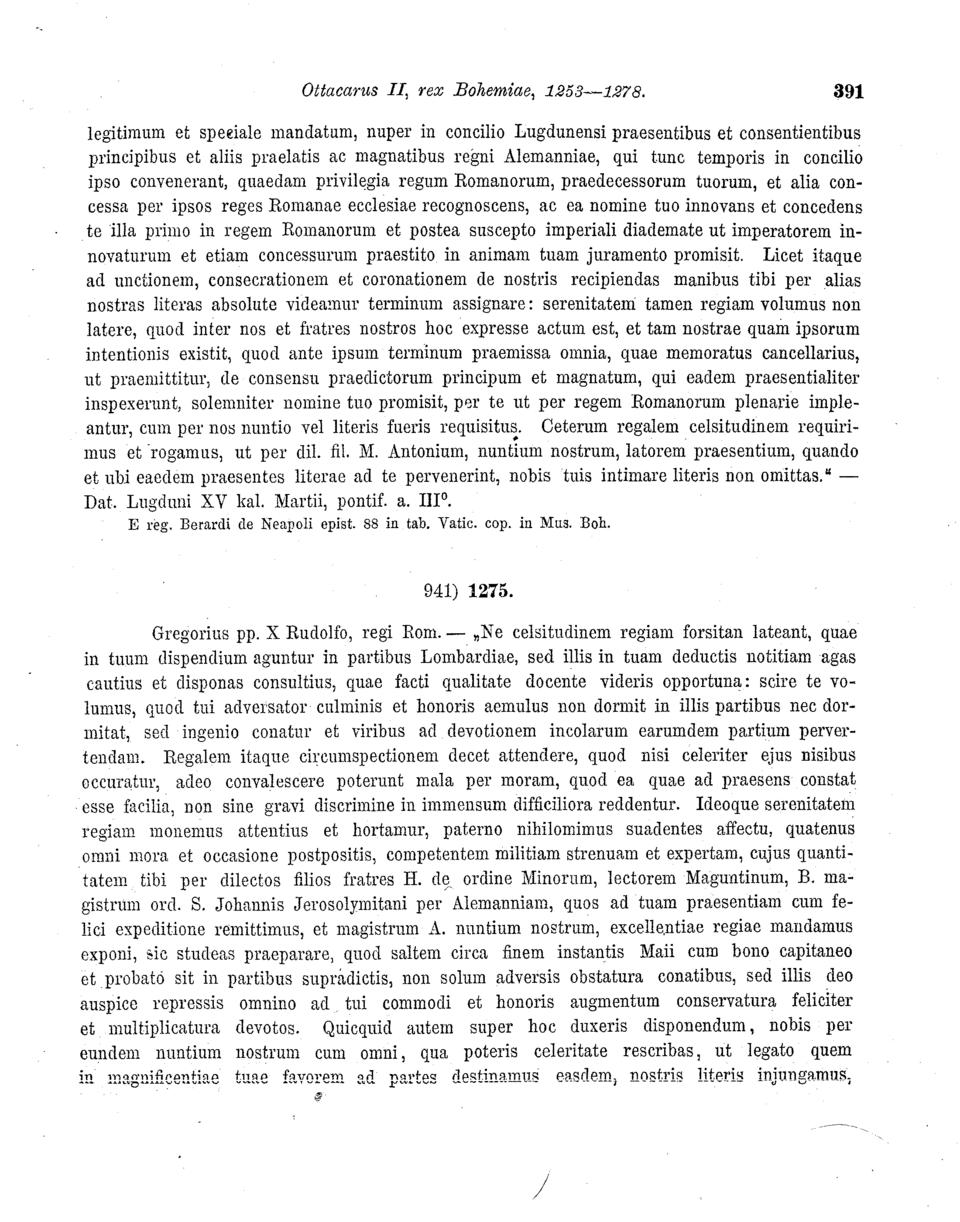 Ottacarus II, rex Bohemiae, 1253—1278. 391
legitimum et speciale mandatum, nuper in concilio Lugdunensi praesentibus et consentientibus
principibus et aliis praelatis ac magnatibus regni Alemanniae, qui tunc temporis in concilio
ipso convenerant, quaedam privilegia regum Romanorum, praedecessorum tuorum, et alia con-
cessa per ipsos reges Romanae ecclesiae recognoscens, ac ea nomine tuo innovans et concedens
te illa primo in regem Romanorum et postea suscepto imperiali diademate ut imperatorem in-
novaturum et etiam concessurum praestito in animam tuam juramento promisit. Licet itaque
ad unctionem, consecrationem et coronationem de nostris recipiendas manibus tibi per alias
nostras literas absolute videamur terminum assignare: serenitatem tamen regiam volumus non
latere, quod inter nos et fratres nostros hoc expresse actum est, et tam nostrae quam ipsorum
intentionis existit, quod ante ipsum terminum praemissa omnia, quae memoratus cancellarius,
ut praemittitur, de consensu praedictorum principum et magnatum, qui eadem praesentialiter
inspexerunt, solemniter nomine tuo promisit, per te ut per regem Romanorum plenarie imple-
antur, cum per nos nuntio vel literis fueris requisitus. Ceterum regalem celsitudinem requiri-
mus et rogamus, ut per dil. fil. M. Antonium, nuntium nostrum, latorem praesentium, quando
et ubi eaedem praesentes literae ad te pervenerint, nobis tuis intimare literis non omittas.“ —
Dat. Lugduni XV kal. Martii, pontif. a. III⁰.
E reg. Berardi de Neapoli epist. 88 in tab. Vatic. cop. in Mus. Boh.
941) 1275.
Gregorius pp. X Rudolfo, regi Rom. — „Ne celsitudinem regiam forsitan lateant, quae
in tuum dispendium aguntur in partibus Lombardiae, sed illis in tuam deductis notitiam agas
cautius et disponas consultius, quae facti qualitate docente videris opportuna: scire te vo-
lumus, quod tui adversator culminis et honoris aemulus non dormit in illis partibus nec dor-
mitat, sed ingenio conatur et viribus ad devotionem incolarum earumdem partium perver-
tendam. Regalem itaque circumspectionem decet attendere, quod nisi celeriter ejus nisibus
occuratur, adeo convalescere poterunt mala per moram, quod ea quae ad praesens constat
esse facilia, non sine gravi discrimine in immensum difficiliora reddentur. Ideoque serenitatem
regiam monemus attentius et hortamur, paterno nihilomimus suadentes affectu, quatenus
omni mora et occasione postpositis, competentem militiam strenuam et expertam, cujus quanti-
tatem tibi per dilectos filios fratres H. de ordine Minorum, lectorem Maguntinum, B. ma-
gistrum ord. S. Johannis Jerosolymitani per Alemanniam, quos ad tuam praesentiam cum fe-
lici expeditione remittimus, et magistrum A. nuntium nostrum, excellentiae regiae mandamus
exponi, sic studeas praeparare, quod saltem circa finem instantis Maii cum bono capitaneo
et probato sit in partibus supradictis, non solum adversis obstatura conatibus, sed illis deo
auspice repressis omnino ad tui commodi et honoris augmentum conservatura feliciter
et multiplicatura devotos. Quicquid autem super hoc duxeris disponendum, nobis per
eundem nuntium nostrum cum omni, qua poteris celeritate rescribas, ut legato quem
in magnificentiae tuae favorem ad partes destinamus easdem, nostris literis injungamus,